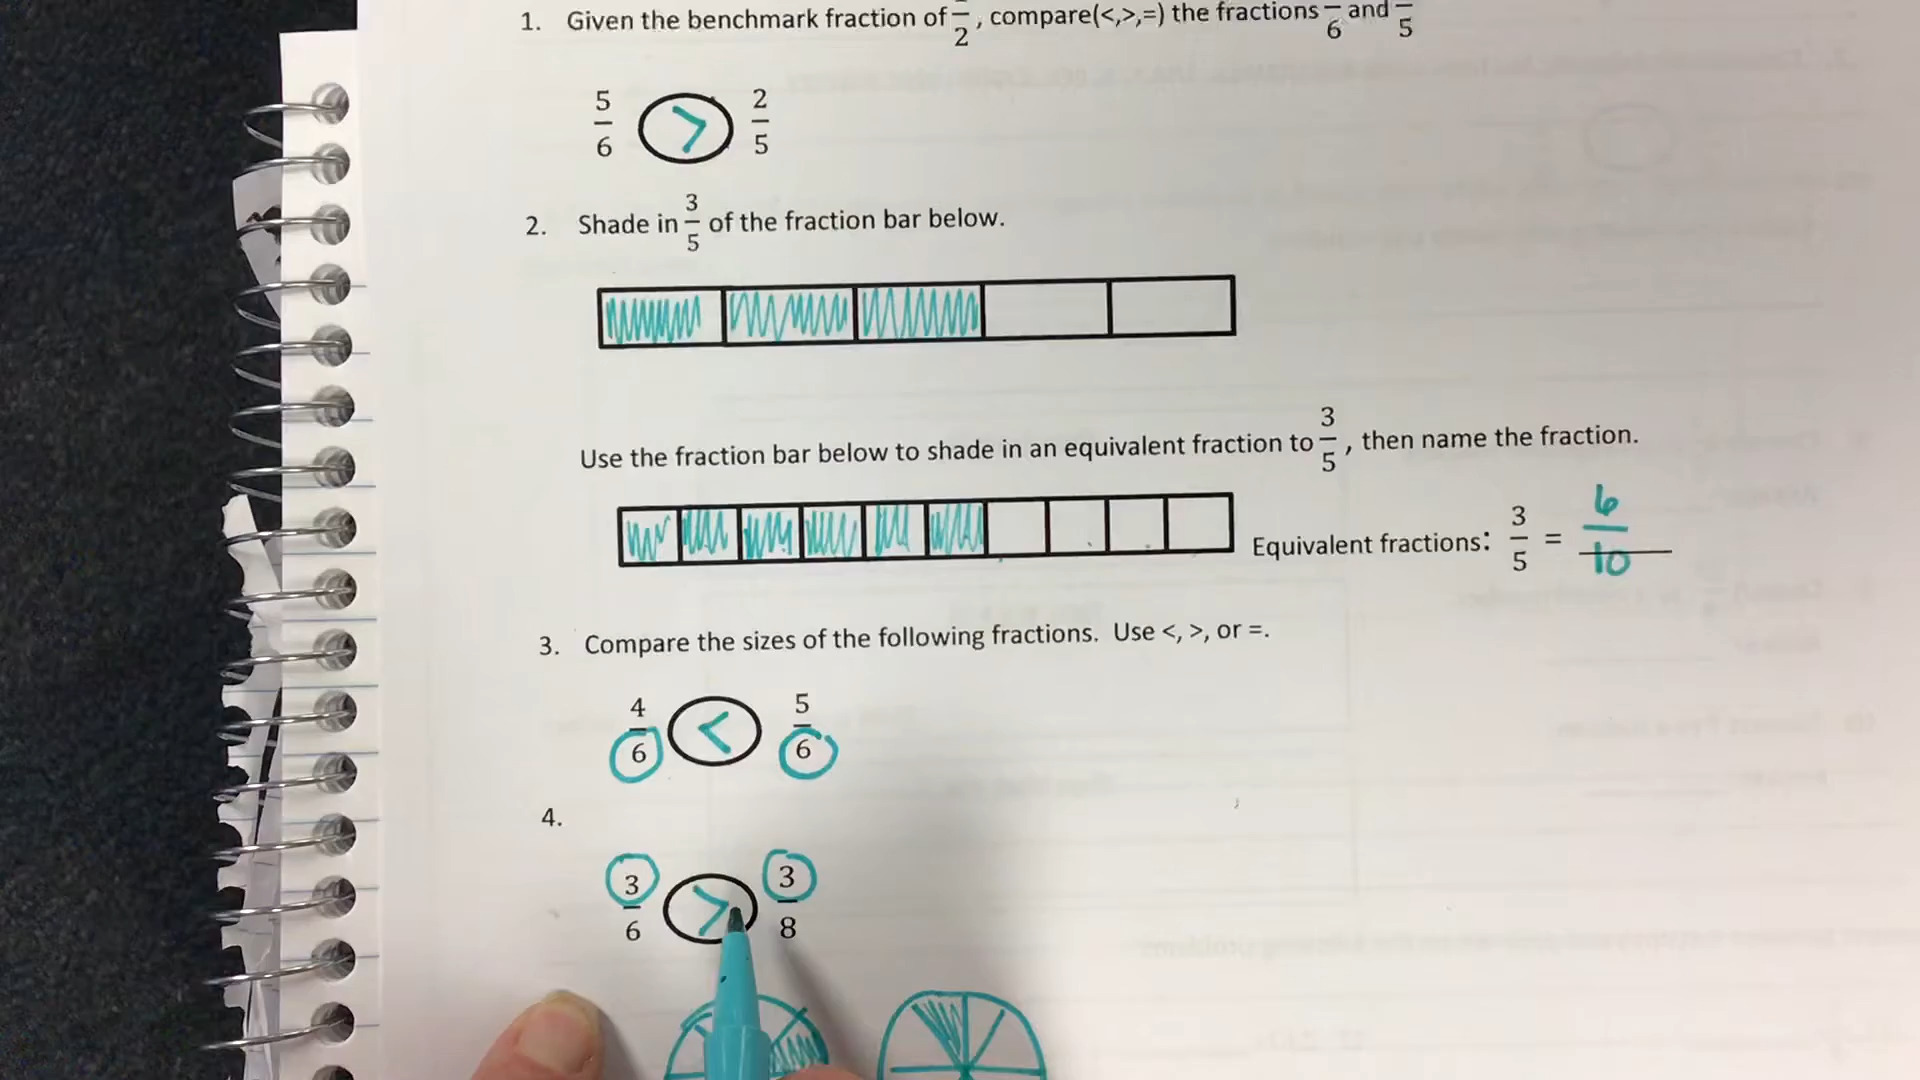 1. Given the benchmark fraction of –/2, compare(<,>,=) the fractions –/6 and –/5
5/6 > 2/5
2. Shade in 3/5 of the fraction bar below.
Use the fraction bar below to shade in an equivalent fraction to 3/5, then name the fraction.
Equivalent fractions: 3/5 = 6/10
3. Compare the sizes of the following fractions. Use <, >, or =.
4/6 < 5/6
4.
3/6 > 3/8